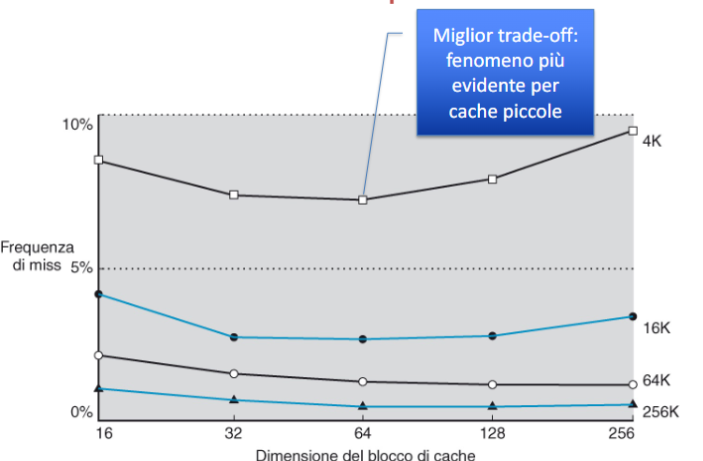 Miglior trade-off:
fenomeno più
evidente per
cache piccole
10%
4K
Frequenza
di miss 5%
16K
64K
0%
256K
16 32 64 128 256
Dimensione del blocco di cache